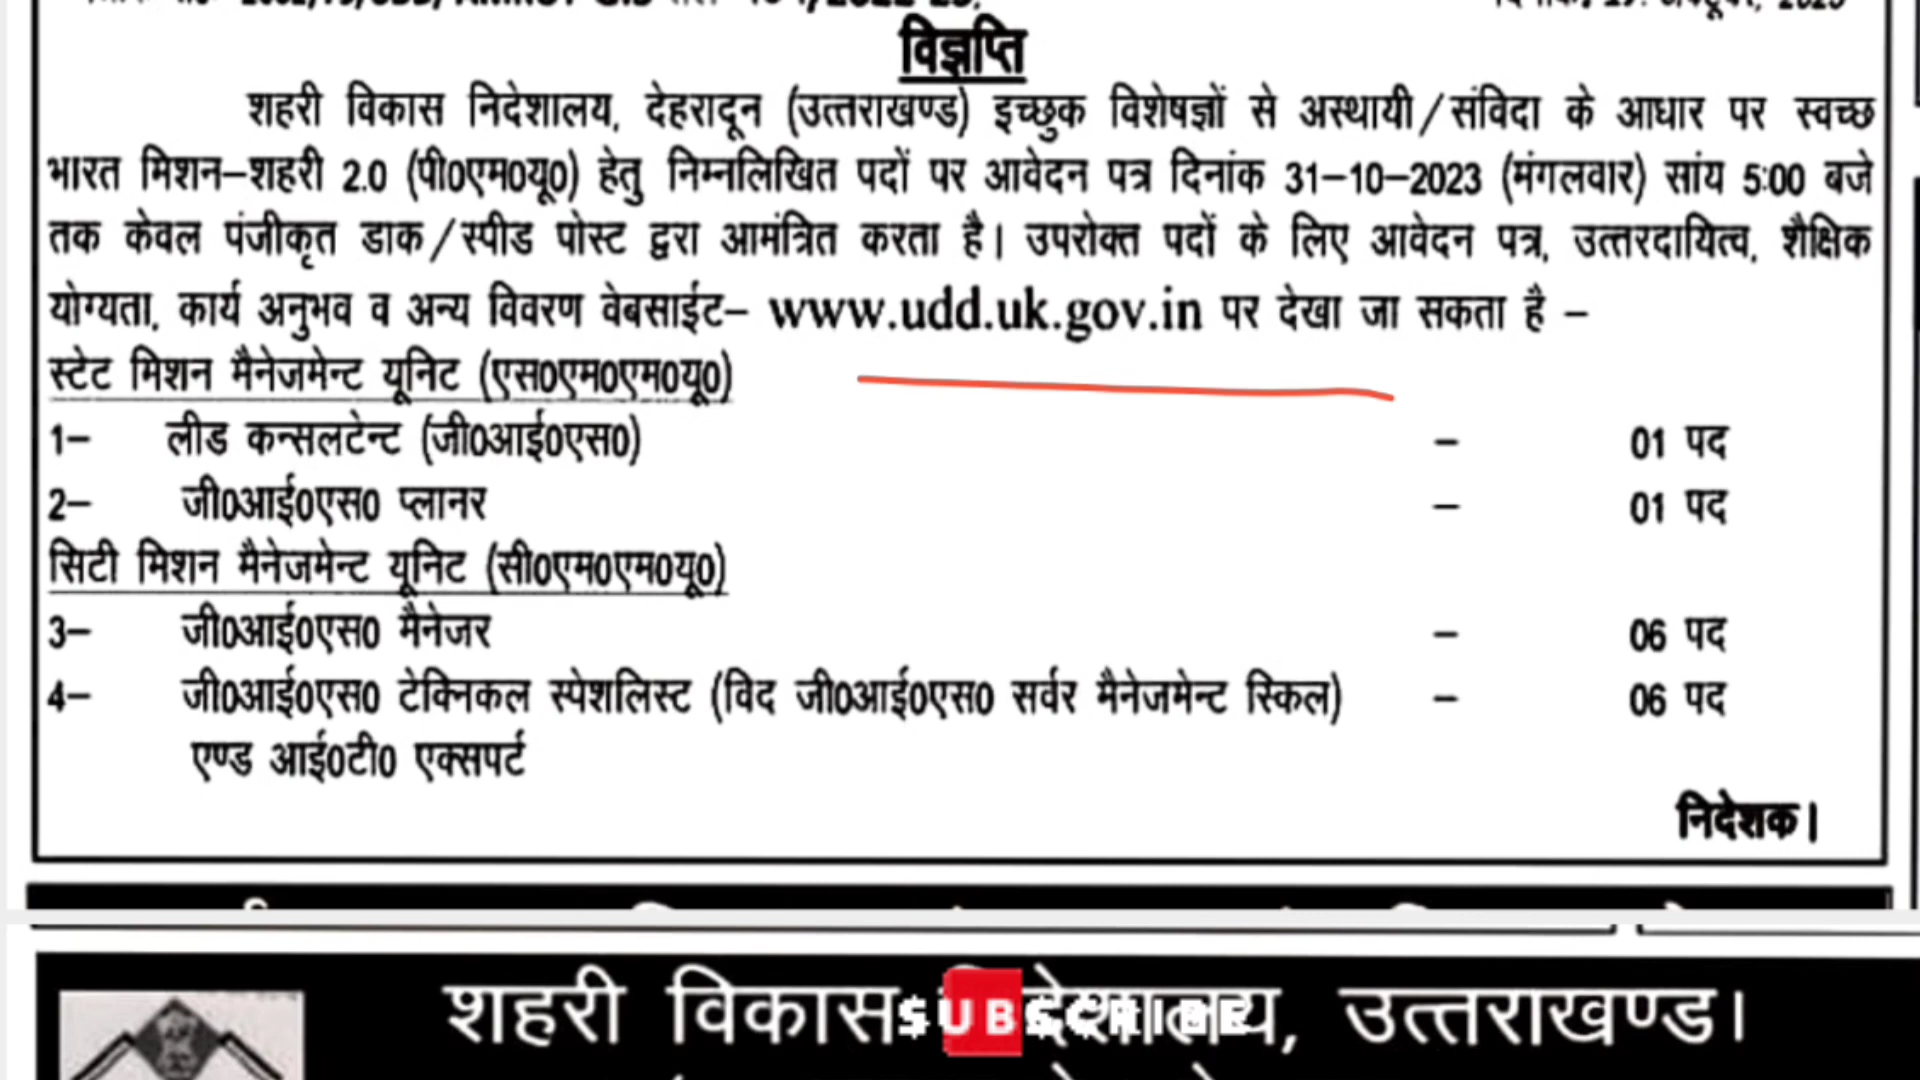 विज्ञप्ति
शहरी विकास निदेशालय, देहरादून (उत्तराखण्ड) इच्छुक विशेषज्ञों से अस्थायी/संविदा के आधार पर स्वच्छ
भारत मिशन–शहरी 2.0 (पी0एम0यू0) हेतु निम्नलिखित पदों पर आवेदन पत्र दिनांक 31–10–2023 (मंगलवार) सांय 5:00 बजे
तक केवल पंजीकृत डाक/स्पीड पोस्ट द्वरा आमंत्रित करता है। उपरोक्त पदों के लिए आवेदन पत्र, उत्तरदायित्व, शैक्षिक
योग्यता, कार्य अनुभव व अन्य विवरण वेबसाईट– www.udd.uk.gov.in पर देखा जा सकता है –
स्टेट मिशन मैनेजमेन्ट यूनिट (एस0एम0एम0यू0)
1– लीड कन्सलटेन्ट (जी0आई0एस0) – 01 पद
2– जी0आई0एस0 प्लानर – 01 पद
सिटी मिशन मैनेजमेन्ट यूनिट (सी0एम0एम0यू0)
3– जी0आई0एस0 मैनेजर – 06 पद
4– जी0आई0एस0 टेक्निकल स्पेशलिस्ट (विद जी0आई0एस0 सर्वर मैनेजमेन्ट स्किल) – 06 पद
एण्ड आई0टी0 एक्सपर्ट
निदेशक।
शहरी विकास निदेशालय, उत्तराखण्ड।
SUBSCRIBE